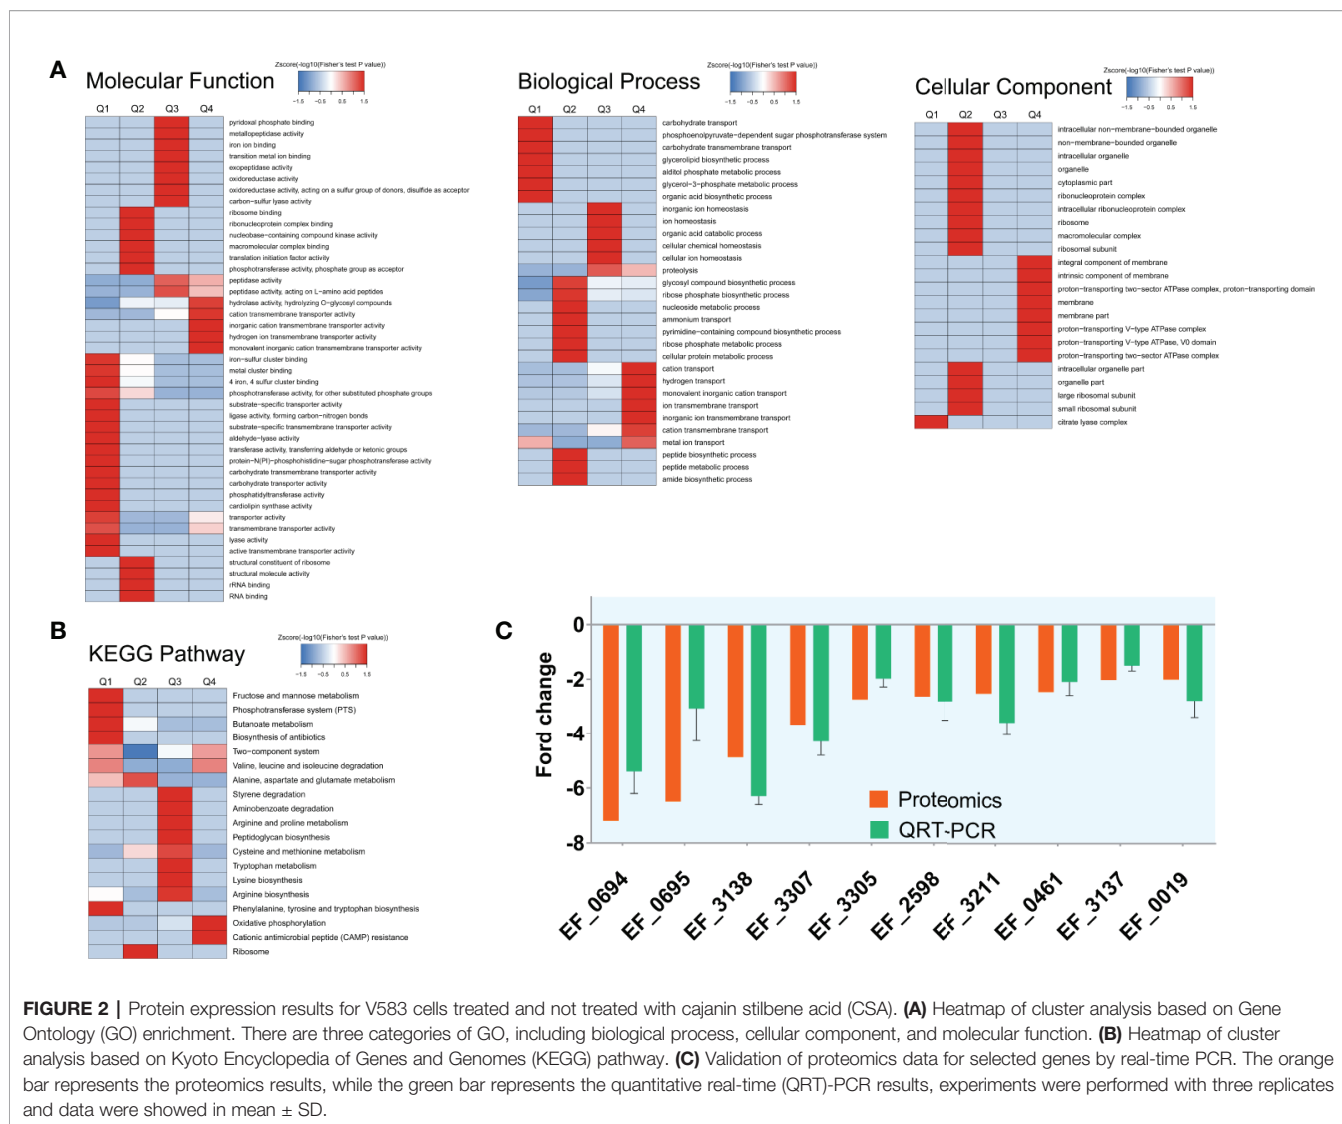 A
Molecular Function
Zscore(-log10(Fisher's test P value))
-1.5 -0.5 0.5 1.5
Q1 Q2 Q3 Q4
pyridoxal phosphate binding
metallopeptidase activity
iron ion binding
transition metal ion binding
exopeptidase activity
oxidoreductase activity
oxidoreductase activity, acting on a sulfur group of donors, disulfide as acceptor
carbon-sulfur lyase activity
ribosome binding
ribonucleoprotein complex binding
nucleobase-containing compound kinase activity
macromolecular complex binding
translation initiation factor activity
phosphotransferase activity, phosphate group as acceptor
peptidase activity
peptidase activity, acting on L-amino acid peptides
hydrolase activity, hydrolyzing O-glycosyl compounds
cation transmembrane transporter activity
inorganic cation transmembrane transporter activity
hydrogen ion transmembrane transporter activity
monovalent inorganic cation transmembrane transporter activity
iron-sulfur cluster binding
metal cluster binding
4 iron, 4 sulfur cluster binding
phosphotransferase activity, for other substituted phosphate groups
substrate-specific transporter activity
ligase activity, forming carbon-nitrogen bonds
substrate-specific transmembrane transporter activity
aldehyde-lyase activity
transferase activity, transferring aldehyde or ketonic groups
protein-N(PI)-phosphohistidine-sugar phosphotransferase activity
carbohydrate transmembrane transporter activity
carbohydrate transporter activity
phosphatidyltransferase activity
cardiolipin synthase activity
transporter activity
transmembrane transporter activity
lyase activity
active transmembrane transporter activity
structural constituent of ribosome
structural molecule activity
rRNA binding
RNA binding
Biological Process
Zscore(-log10(Fisher's test P value))
-1.5 -0.5 0.5 1.5
Q1 Q2 Q3 Q4
carbohydrate transport
phosphoenolpyruvate-dependent sugar phosphotransferase system
carbohydrate transmembrane transport
glycerolipid biosynthetic process
alditol phosphate metabolic process
glycerol-3-phosphate metabolic process
organic acid biosynthetic process
inorganic ion homeostasis
ion homeostasis
organic acid catabolic process
cellular chemical homeostasis
cellular ion homeostasis
proteolysis
glycosyl compound biosynthetic process
ribose phosphate biosynthetic process
nucleoside metabolic process
ammonium transport
pyrimidine-containing compound biosynthetic process
ribose phosphate metabolic process
cellular protein metabolic process
cation transport
hydrogen transport
monovalent inorganic cation transport
ion transmembrane transport
inorganic ion transmembrane transport
cation transmembrane transport
metal ion transport
peptide biosynthetic process
peptide metabolic process
amide biosynthetic process
Cellular Component
Zscore(-log10(Fisher's test P value))
-1.5 -0.5 0.5 1.5
Q1 Q2 Q3 Q4
intracellular non-membrane-bounded organelle
non-membrane-bounded organelle
intracellular organelle
organelle
cytoplasmic part
ribonucleoprotein complex
intracellular ribonucleoprotein complex
ribosome
macromolecular complex
ribosomal subunit
integral component of membrane
intrinsic component of membrane
proton-transporting two-sector ATPase complex, proton-transporting domain
membrane
membrane part
proton-transporting V-type ATPase complex
proton-transporting V-type ATPase, V0 domain
proton-transporting two-sector ATPase complex
intracellular organelle part
organelle part
large ribosomal subunit
small ribosomal subunit
citrate lyase complex
B
KEGG Pathway
Zscore(-log10(Fisher's test P value))
-1.5 -0.5 0.5 1.5
Q1 Q2 Q3 Q4
Fructose and mannose metabolism
Phosphotransferase system (PTS)
Butanoate metabolism
Biosynthesis of antibiotics
Two-component system
Valine, leucine and isoleucine degradation
Alanine, aspartate and glutamate metabolism
Styrene degradation
Aminobenzoate degradation
Arginine and proline metabolism
Peptidoglycan biosynthesis
Cysteine and methionine metabolism
Tryptophan metabolism
Lysine biosynthesis
Arginine biosynthesis
Phenylalanine, tyrosine and tryptophan biosynthesis
Oxidative phosphorylation
Cationic antimicrobial peptide (CAMP) resistance
Ribosome
C
Ford change
0
-2
-4
-6
-8
Proteomics
QRT-PCR
EF_0694
EF_0695
EF_3138
EF_3307
EF_3305
EF_2598
EF_3211
EF_0461
EF_3137
EF_0019
FIGURE 2 | Protein expression results for V583 cells treated and not treated with cajanin stilbene acid (CSA). (A) Heatmap of cluster analysis based on Gene
Ontology (GO) enrichment. There are three categories of GO, including biological process, cellular component, and molecular function. (B) Heatmap of cluster
analysis based on Kyoto Encyclopedia of Genes and Genomes (KEGG) pathway. (C) Validation of proteomics data for selected genes by real-time PCR. The orange
bar represents the proteomics results, while the green bar represents the quantitative real-time (QRT)-PCR results, experiments were performed with three replicates
and data were showed in mean ± SD.